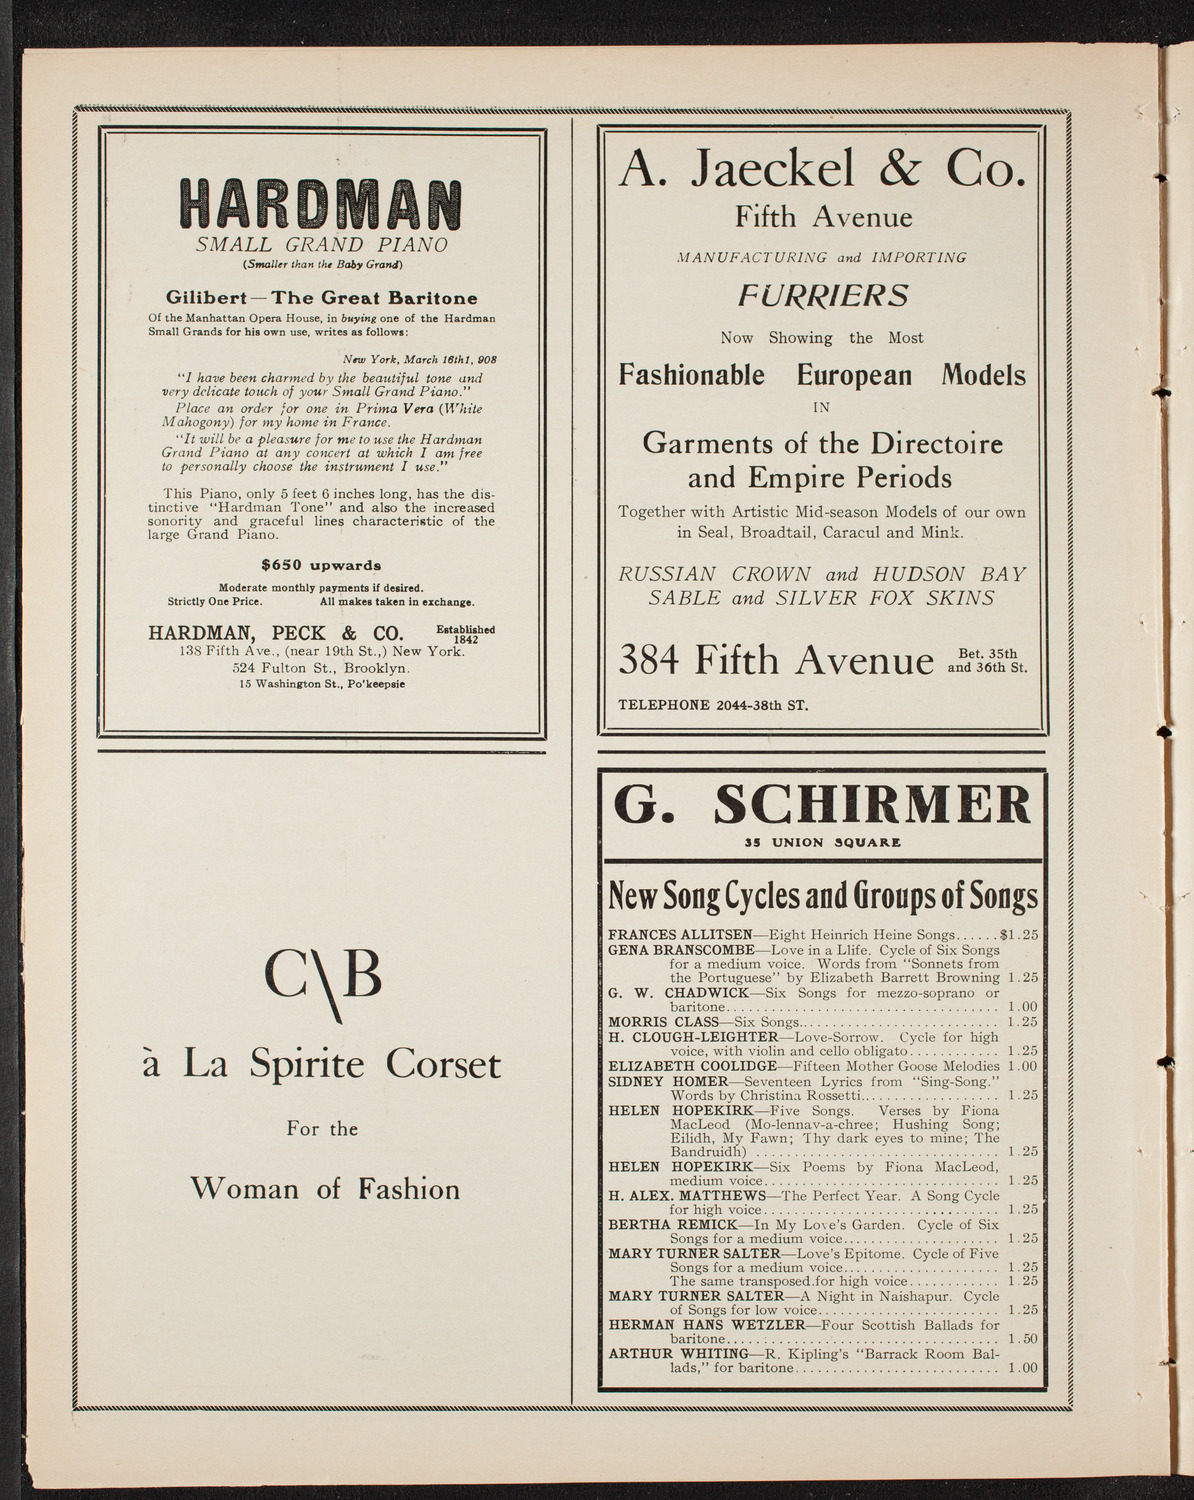 HARDMAN
SMALL GRAND PIANO
(Smaller than the Baby Grand)
Gilibert—The Great Baritone
Of the Manhattan Opera House, in buying one of the Hardman
Small Grands for his own use, writes as follows:
New York, March 16th1, 908
"I have been charmed by the beautiful tone and
very delicate touch of your Small Grand Piano."
Place an order for one in Prima Vera (White
Mahogony) for my home in France.
"It will be a pleasure for me to use the Hardman
Grand Piano at any concert at which I am free
to personally choose the instrument I use."
This Piano, only 5 feet 6 inches long, has the dis-
tinctive "Hardman Tone" and also the increased
sonority and graceful lines characteristic of the
large Grand Piano.
$650 upwards
Moderate monthly payments if desired.
Strictly One Price. All makes taken in exchange.
HARDMAN, PECK & CO. Established 1842
138 Fifth Ave., (near 19th St.,) New York.
524 Fulton St., Brooklyn.
15 Washington St., Po'keepsie
C\B
à La Spirite Corset
For the
Woman of Fashion
A. Jaeckel & Co.
Fifth Avenue
MANUFACTURING and IMPORTING
FURRIERS
Now Showing the Most
Fashionable European Models
IN
Garments of the Directoire
and Empire Periods
Together with Artistic Mid-season Models of our own
in Seal, Broadtail, Caracul and Mink.
RUSSIAN CROWN and HUDSON BAY
SABLE and SILVER FOX SKINS
384 Fifth Avenue Bet. 35th and 36th St.
TELEPHONE 2044-38th ST.
G. SCHIRMER
35 UNION SQUARE
New Song Cycles and Groups of Songs
FRANCES ALLITSEN—Eight Heinrich Heine Songs......$1.25
GENA BRANSCOMBE—Love in a Llife. Cycle of Six Songs
for a medium voice. Words from "Sonnets from
the Portuguese" by Elizabeth Barrett Browning 1.25
G. W. CHADWICK—Six Songs for mezzo-soprano or
baritone.................................. 1.00
MORRIS CLASS—Six Songs......................... 1.25
H. CLOUGH-LEIGHTER—Love-Sorrow. Cycle for high
voice, with violin and cello obligato............ 1.25
ELIZABETH COOLIDGE—Fifteen Mother Goose Melodies 1.00
SIDNEY HOMER—Seventeen Lyrics from "Sing-Song."
Words by Christina Rossetti.................. 1.25
HELEN HOPEKIRK—Five Songs. Verses by Fiona
MacLeod (Mo-lennav-a-chree; Hushing Song;
Eilidh, My Fawn; Thy dark eyes to mine; The
Bandruidh) ............................... 1.25
HELEN HOPEKIRK—Six Poems by Fiona MacLeod,
medium voice.............................. 1.25
H. ALEX. MATTHEWS—The Perfect Year. A Song Cycle
for high voice.............................. 1.25
BERTHA REMICK—In My Love's Garden. Cycle of Six
Songs for a medium voice.................... 1.25
MARY TURNER SALTER—Love's Epitome. Cycle of Five
Songs for a medium voice.................... 1.25
The same transposed.for high voice........... 1.25
MARY TURNER SALTER—A Night in Naishapur. Cycle
of Songs for low voice....................... 1.25
HERMAN HANS WETZLER—Four Scottish Ballads for
baritone.................................. 1.50
ARTHUR WHITING—R. Kipling's "Barrack Room Bal-
lads," for baritone.......................... 1.00